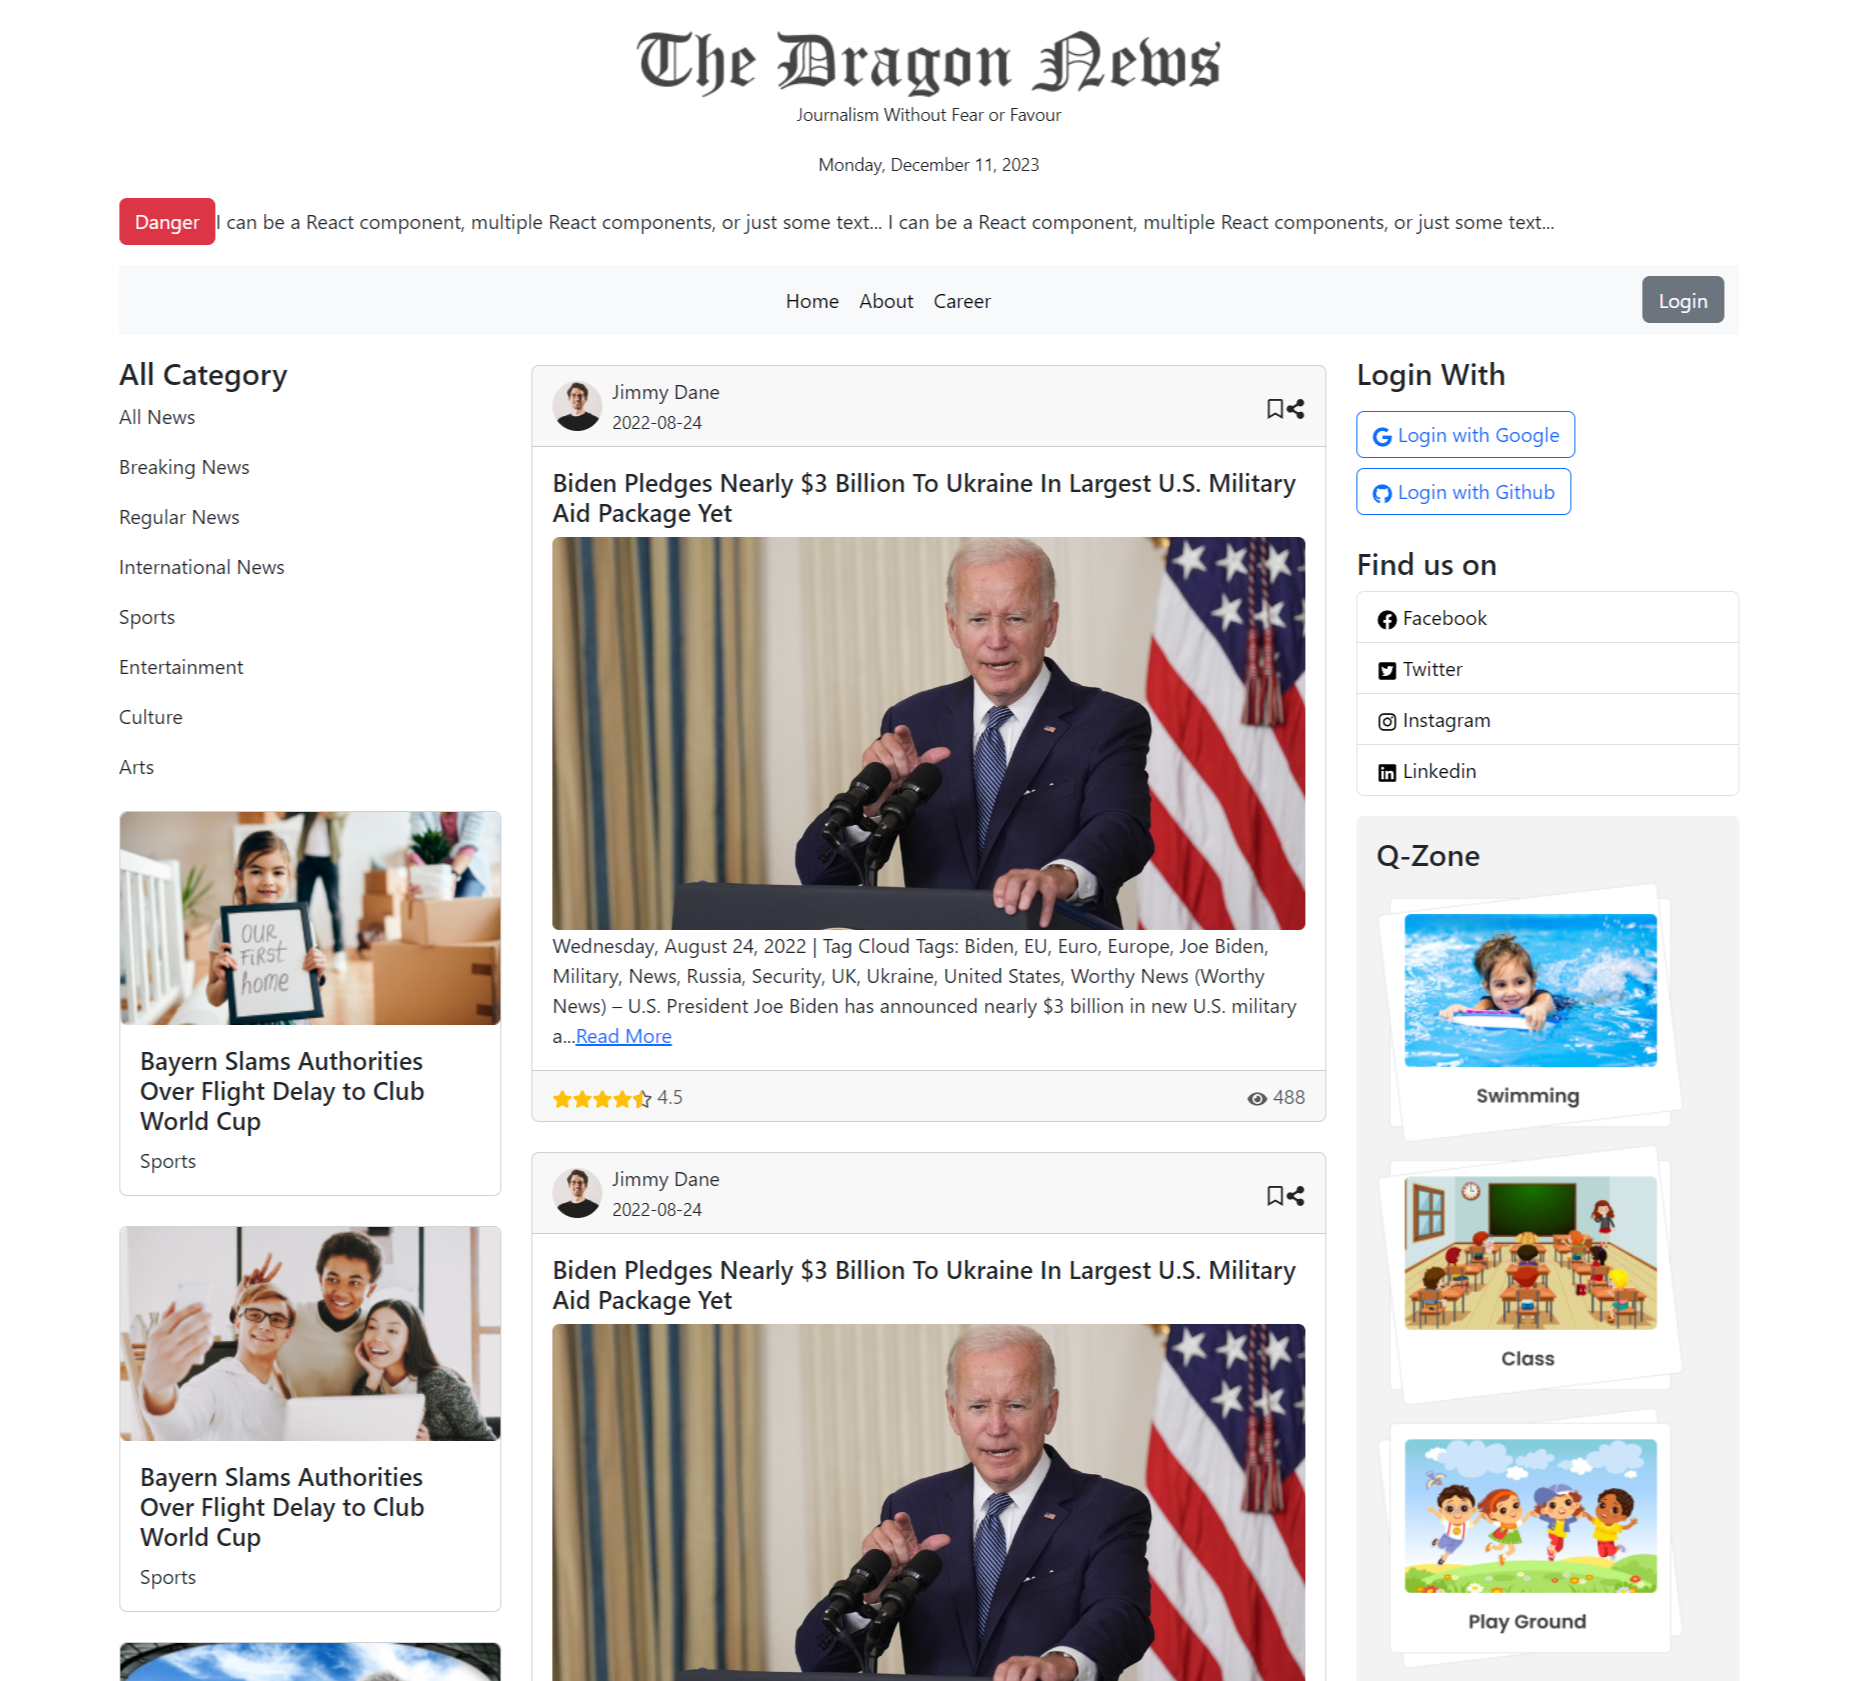 The Dragon News
Journalism Without Fear or Favour
Monday, December 11, 2023
Danger I can be a React component, multiple React components, or just some text... I can be a React component, multiple React components, or just some text...
Home About Career Login
All Category
All News
Breaking News
Regular News
International News
Sports
Entertainment
Culture
Arts
OUR
FIRST
home
Bayern Slams Authorities
Over Flight Delay to Club
World Cup
Sports
Bayern Slams Authorities
Over Flight Delay to Club
World Cup
Sports
Jimmy Dane
2022-08-24
Biden Pledges Nearly $3 Billion To Ukraine In Largest U.S. Military
Aid Package Yet
Wednesday, August 24, 2022 | Tag Cloud Tags: Biden, EU, Euro, Europe, Joe Biden,
Military, News, Russia, Security, UK, Ukraine, United States, Worthy News (Worthy
News) – U.S. President Joe Biden has announced nearly $3 billion in new U.S. military
a...Read More
4.5 488
Jimmy Dane
2022-08-24
Biden Pledges Nearly $3 Billion To Ukraine In Largest U.S. Military
Aid Package Yet
Login With
Login with Google
Login with Github
Find us on
Facebook
Twitter
Instagram
Linkedin
Q-Zone
Swimming
Class
Play Ground